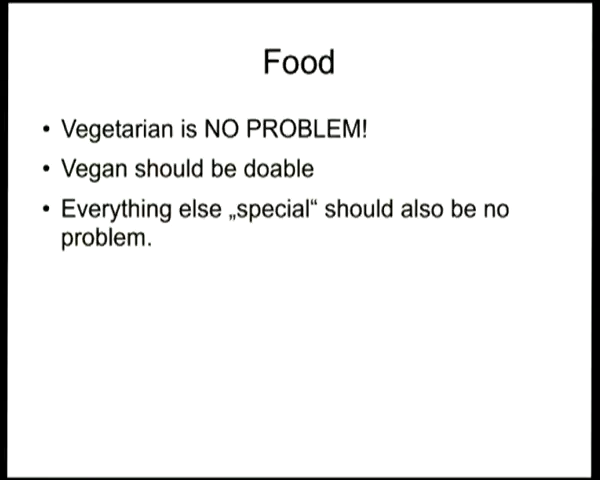 Food
• Vegetarian is NO PROBLEM!
• Vegan should be doable
• Everything else „special“ should also be no
problem.